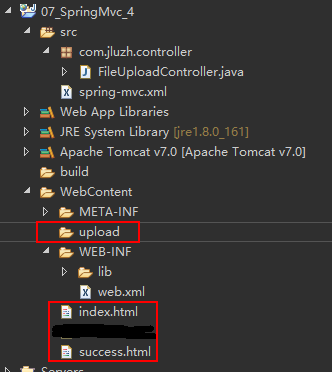 07_SpringMvc_4
src
com.jluzh.controller
FileUploadController.java
spring-mvc.xml
Web App Libraries
JRE System Library [jre1.8.0_161]
Apache Tomcat v7.0 [Apache Tomcat v7.0]
build
WebContent
META-INF
upload
WEB-INF
lib
web.xml
index.html
success.html
Servers